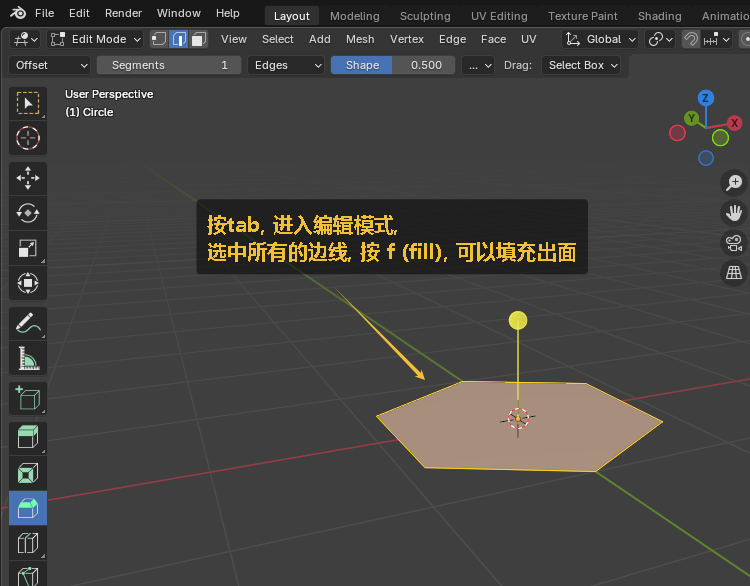 File Edit Render Window Help Layout Modeling Sculpting UV Editing Texture Paint Shading Animatio
Edit Mode View Select Add Mesh Vertex Edge Face UV Global
Offset Segments 1 Edges Shape 0.500 ... Drag: Select Box
User Perspective
(1) Circle
Z
Y X
按tab, 进入编辑模式,
选中所有的边线, 按 f (fill), 可以填充出面